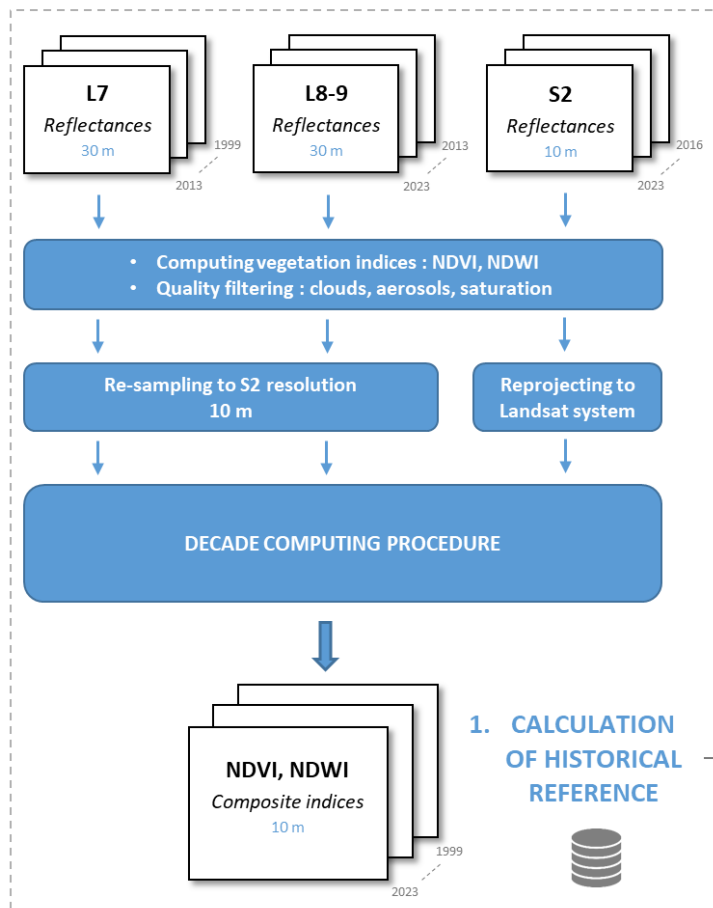 L7
Reflectances
30 m
1999
2013
L8-9
Reflectances
30 m
2013
2023
S2
Reflectances
10 m
2016
2023
• Computing vegetation indices : NDVI, NDWI
• Quality filtering : clouds, aerosols, saturation
Re-sampling to S2 resolution
10 m
Reprojecting to
Landsat system
DECADE COMPUTING PROCEDURE
NDVI, NDWI
Composite indices
10 m
1999
2023
1. CALCULATION
OF HISTORICAL
REFERENCE